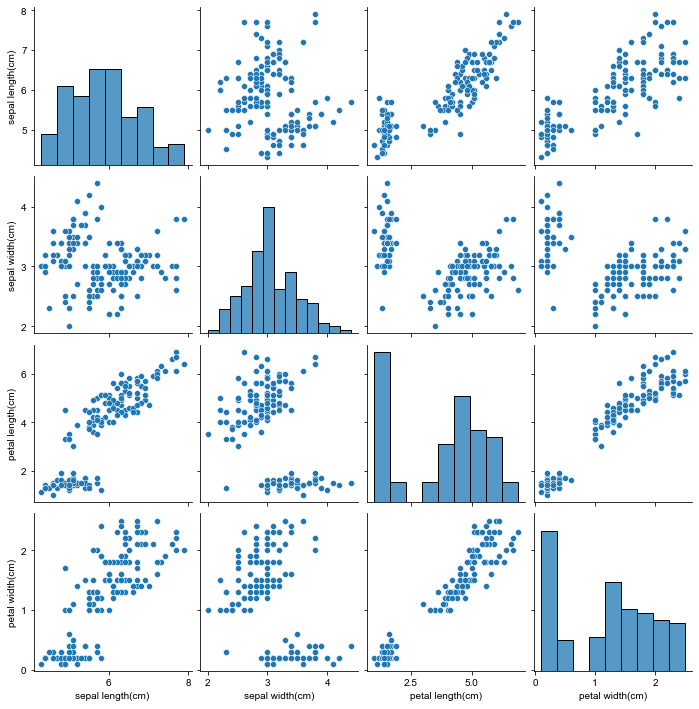 8
7
6
5
sepal length(cm)
4
3
2
sepal width(cm)
6
4
2
petal length(cm)
2
1
0
petal width(cm)
6 8
sepal length(cm)
2 3 4
sepal width(cm)
2.5 5.0
petal length(cm)
0 1 2
petal width(cm)